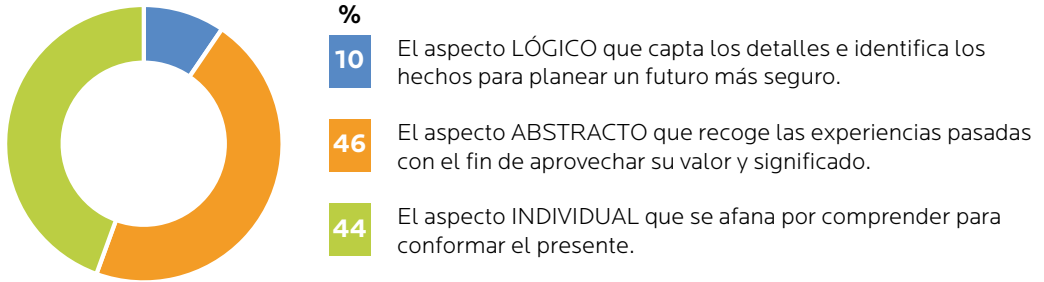 %
10
El aspecto LÓGICO que capta los detalles e identifica los
hechos para planear un futuro más seguro.
46
El aspecto ABSTRACTO que recoge las experiencias pasadas
con el fin de aprovechar su valor y significado.
44
El aspecto INDIVIDUAL que se afana por comprender para
conformar el presente.